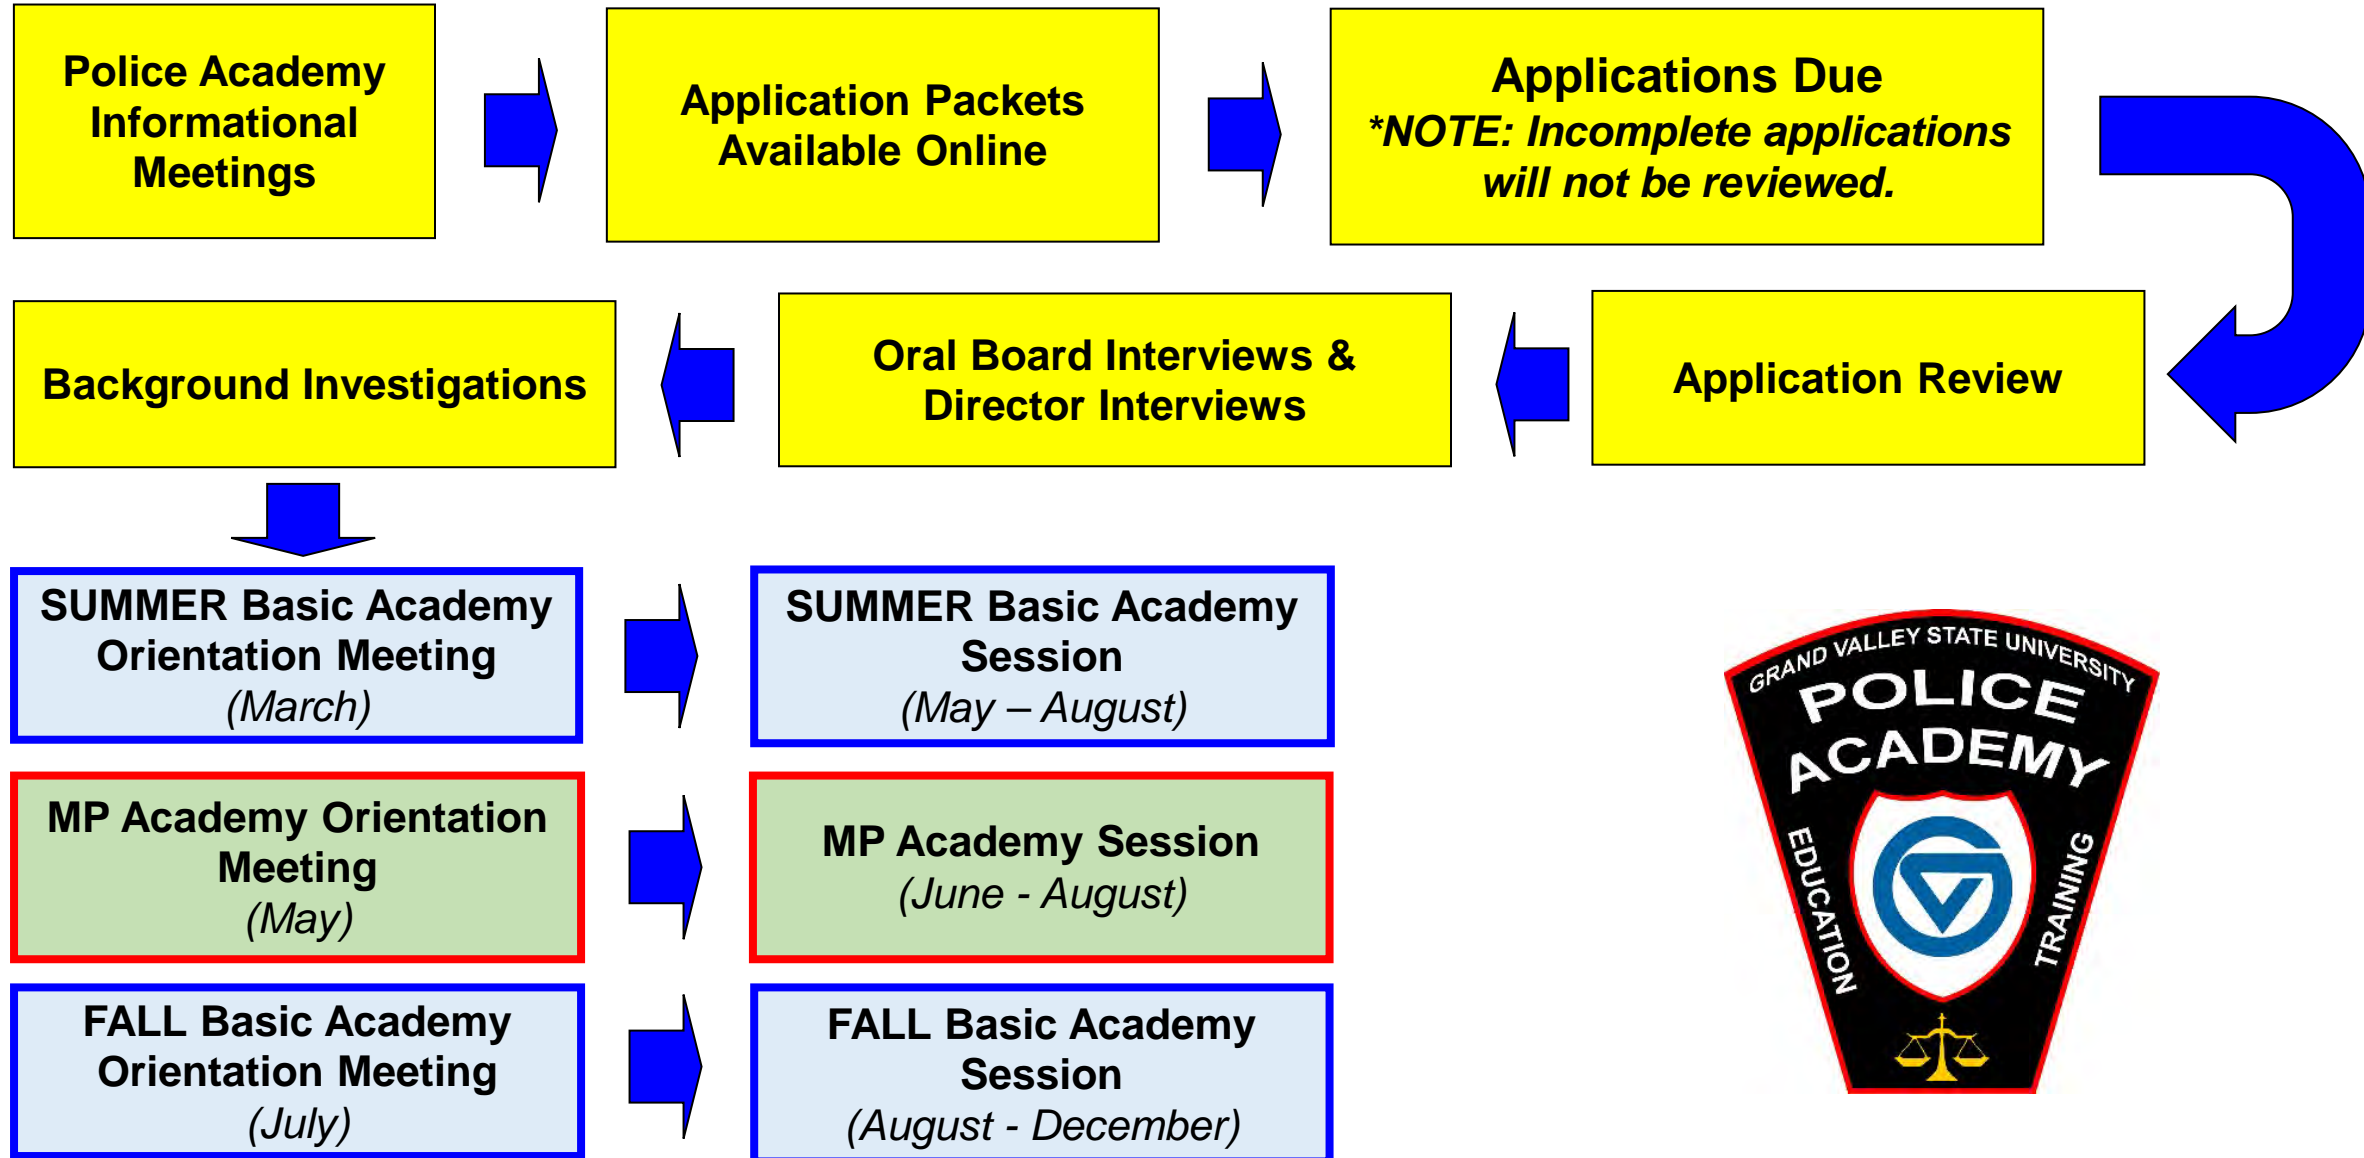 Police Academy
Informational
Meetings
Application Packets
Available Online
Applications Due
*NOTE: Incomplete applications
will not be reviewed.
Application Review
Oral Board Interviews &
Director Interviews
Background Investigations
SUMMER Basic Academy
Orientation Meeting
(March)
SUMMER Basic Academy
Session
(May – August)
MP Academy Orientation
Meeting
(May)
MP Academy Session
(June - August)
FALL Basic Academy
Orientation Meeting
(July)
FALL Basic Academy
Session
(August - December)
GRAND VALLEY STATE UNIVERSITY
POLICE
ACADEMY
EDUCATION
TRAINING